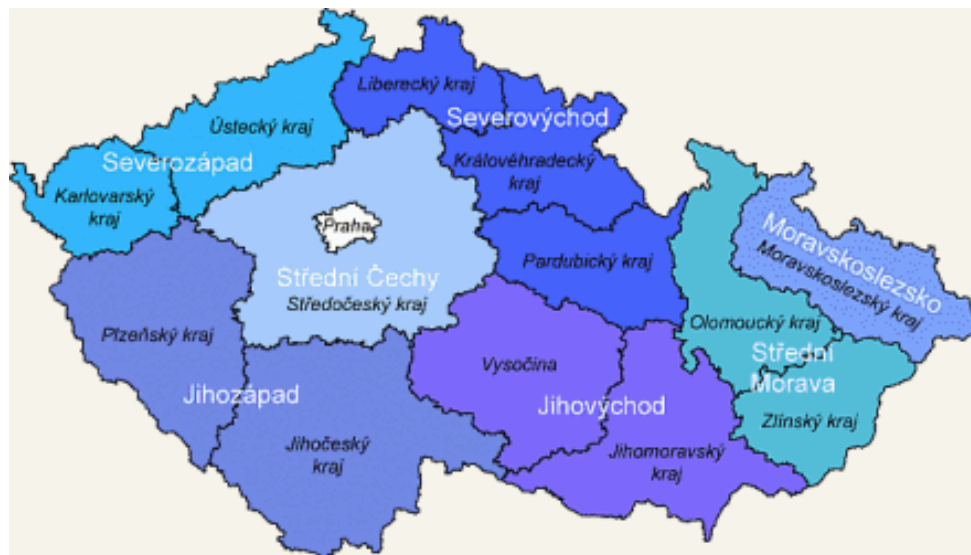 Liberecký kraj
Severovýchod
Ústecký kraj
Severozápad
Královéhradecký
kraj
Karlovarský
kraj
Praha
Moravskoslezsko
Moravskoslezský kraj
Pardubický kraj
Střední Čechy
Středočeský kraj
Olomoucký kraj
Plzeňský kraj
Střední
Morava
Vysočina
Jihozápad
Jihovýchod
Zlínský kraj
Jihočeský
kraj
Jihomoravský
kraj